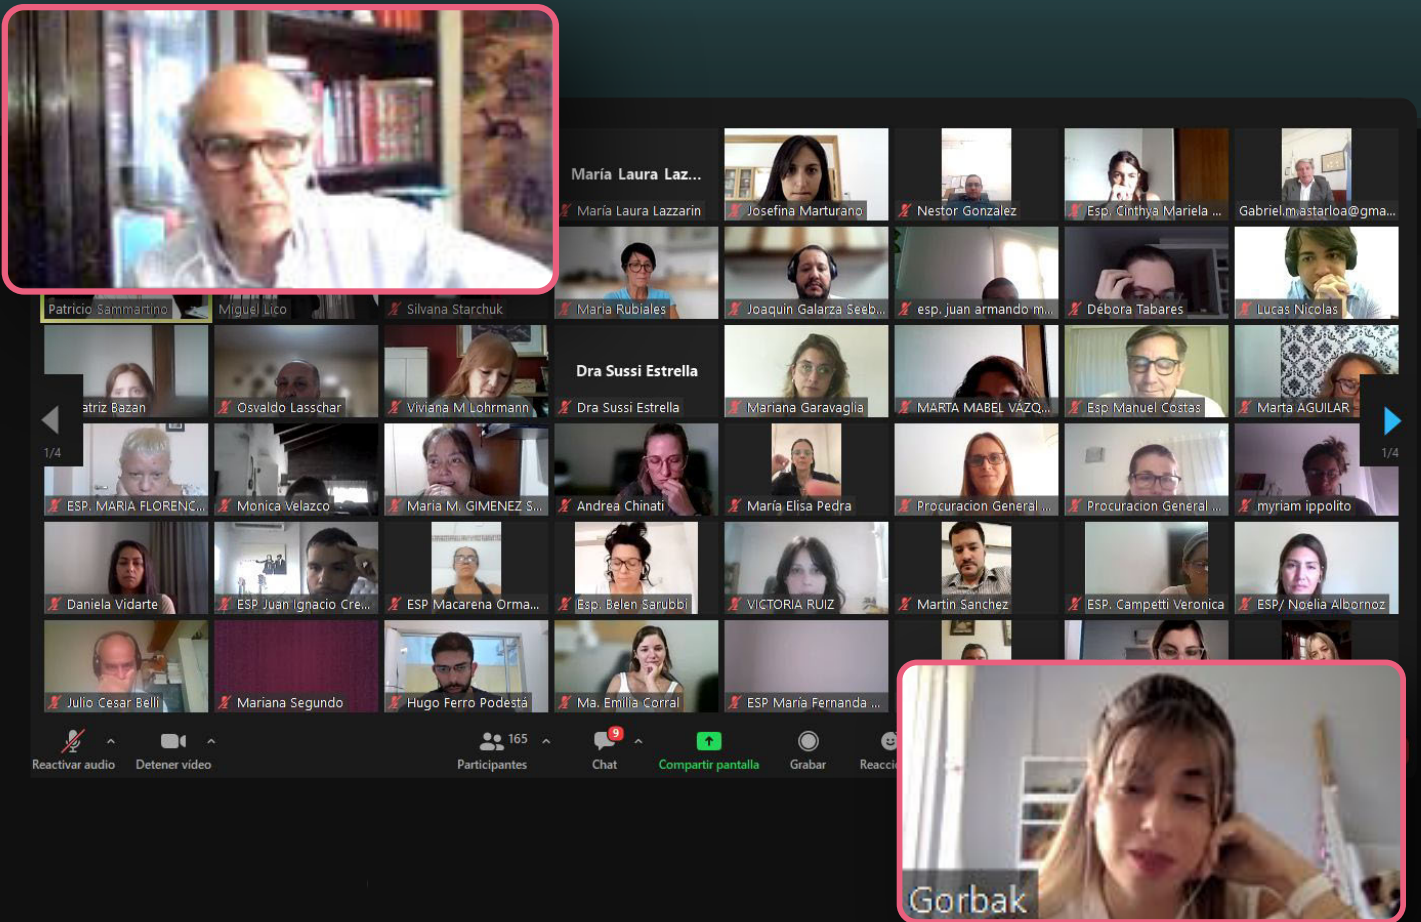 María Laura Laz...
María Laura Lazzarin
Josefina Marturano
Nestor Gonzalez
Esp. Cinthya Mariela ...
Gabriel.m.astarloa@gma...
Patricio Sammartino
Miguel Lico
Silvana Starchuk
Maria Rubiales
Joaquin Galarza Seeb...
esp. juan armando m...
Débora Tabares
Lucas Nicolas
atriz Bazan
Osvaldo Lasschar
Viviana M Lohrmann
Dra Sussi Estrella
Dra Sussi Estrella
Mariana Garavaglia
MARTA MABEL VAZQ...
Esp Manuel Costas
Marta AGUILAR
1/4
1/4
ESP. MARIA FLORENC...
Monica Velazco
Maria M. GIMENEZ S...
Andrea Chinati
María Elisa Pedra
Procuracion General ...
Procuracion General ...
myriam ippolito
Daniela Vidarte
ESP Juan Ignacio Cre...
ESP Macarena Orma...
Esp. Belen Sarubbi
VICTORIA RUIZ
Martin Sanchez
ESP. Campetti Veronica
ESP/ Noelia Albornoz
Julio Cesar Belli
Mariana Segundo
Hugo Ferro Podestá
Ma. Emilia Corral
ESP María Fernanda ...
165
9
Reactivar audio
Detener video
Participantes
Chat
Compartir pantalla
Grabar
Reacci
Gorbak